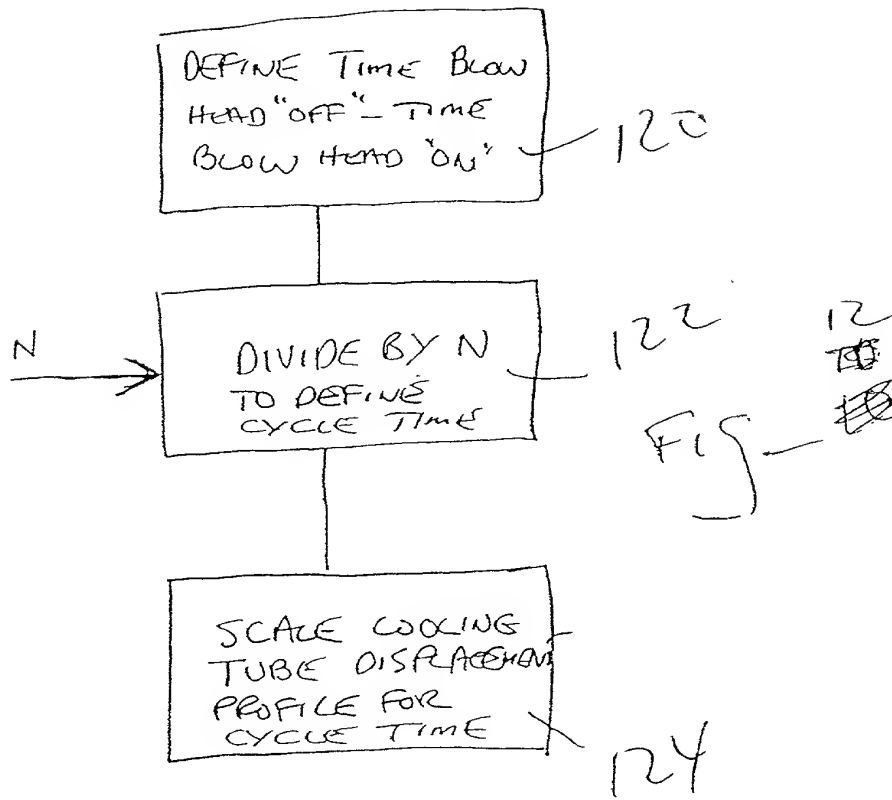 DEFINE TIME BLOW
HEAD "OFF" - TIME
BLOW HEAD "ON"
120
N
DIVIDE BY N
TO DEFINE
CYCLE TIME
122
Fig - 12
SCALE COOLING
TUBE DISPLACEMENT
PROFILE FOR
CYCLE TIME
124